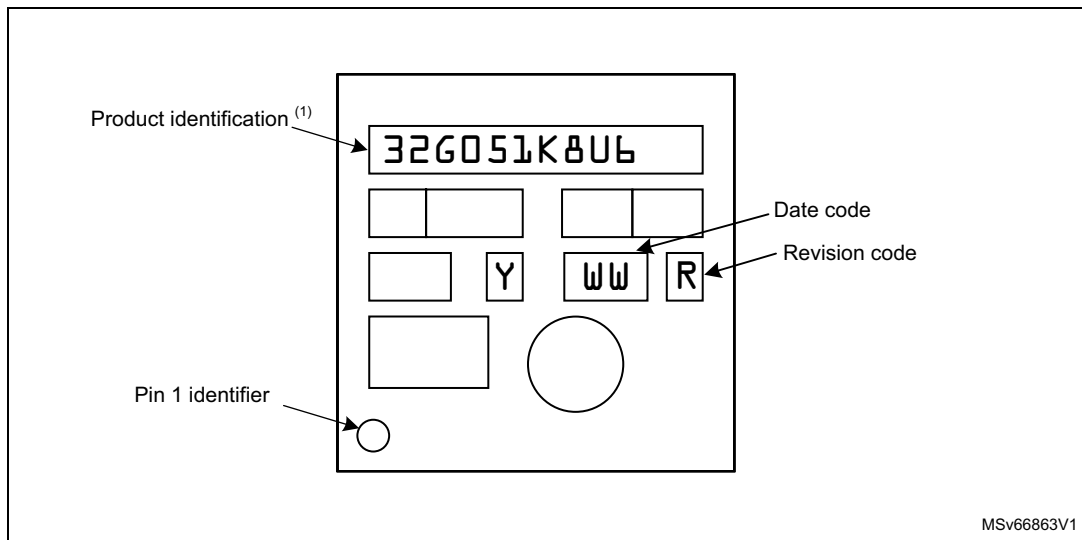 Product identification (1)
32G051K8U6
Date code
Revision code
Y WW R
Pin 1 identifier
MSv66863V1